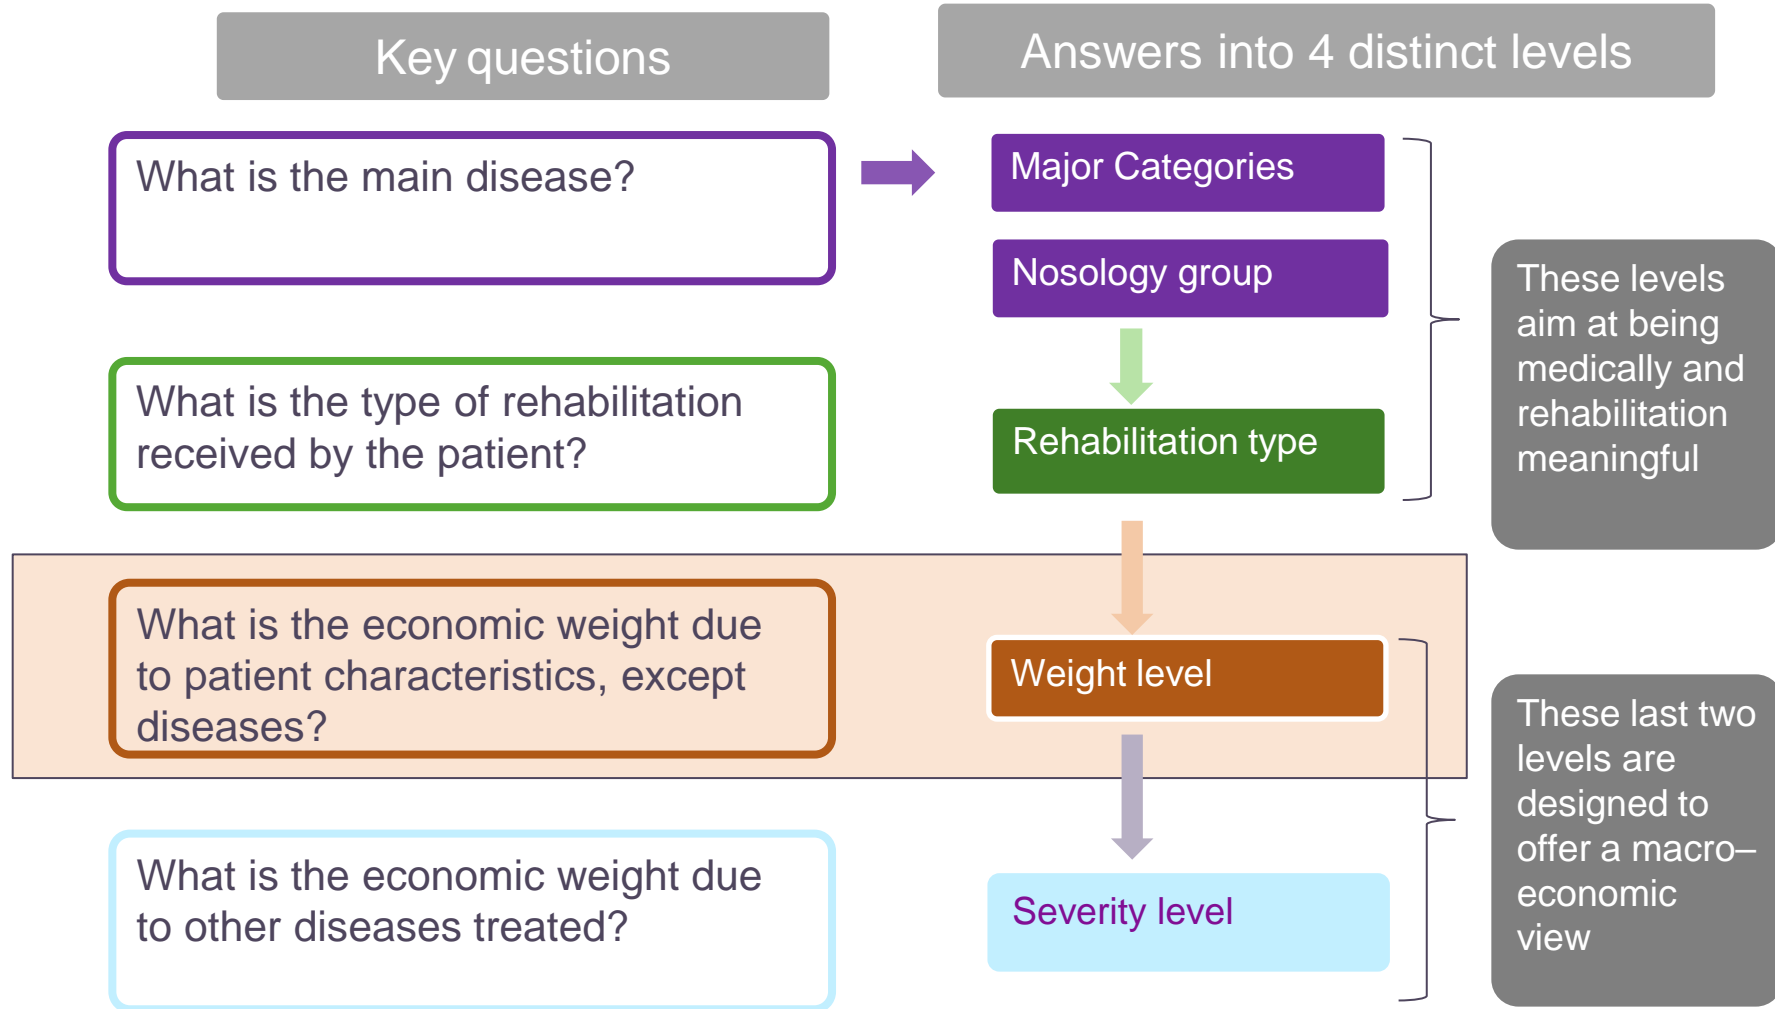 Key questions
Answers into 4 distinct levels
What is the main disease?
Major Categories
Nosology group
These levels
aim at being
medically and
rehabilitation
meaningful
What is the type of rehabilitation
received by the patient?
Rehabilitation type
What is the economic weight due
to patient characteristics, except
diseases?
Weight level
These last two
levels are
designed to
offer a macro–
economic
view
What is the economic weight due
to other diseases treated?
Severity level